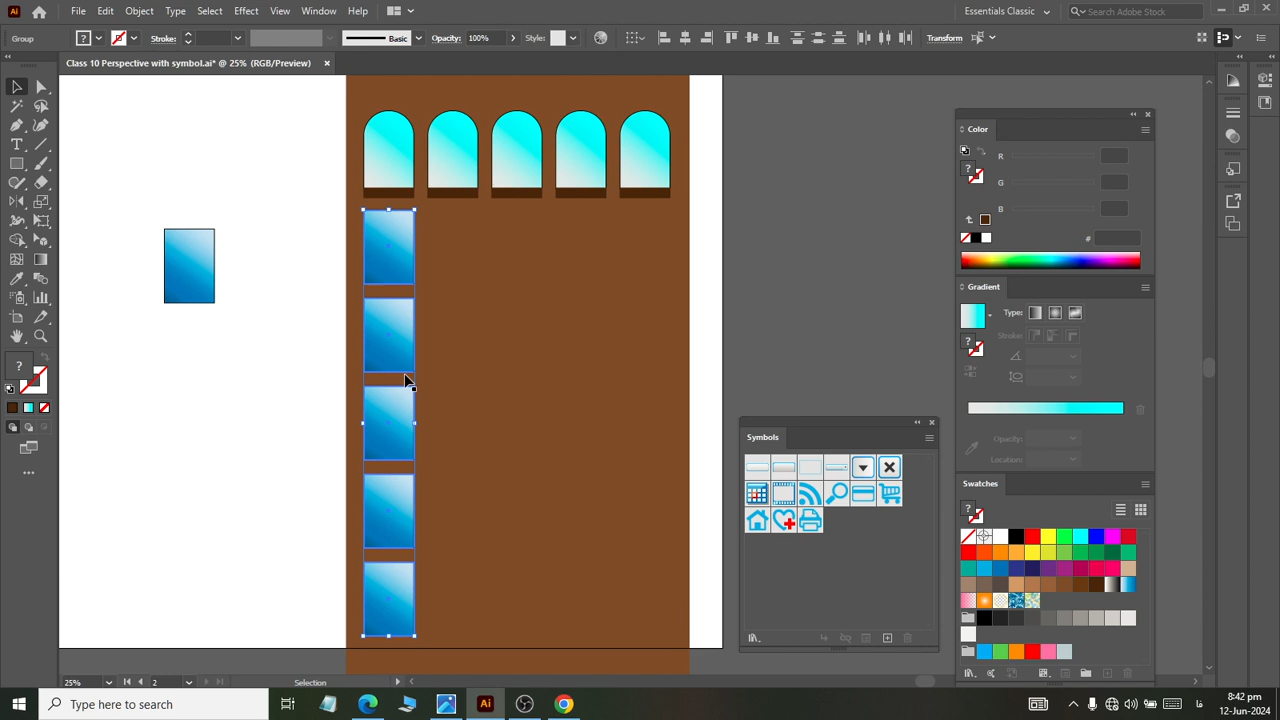 Ai
File Edit Object Type Select Effect View Window Help
Essentials Classic
Search Adobe Stock
Group
?
Stroke:
Basic
Opacity: 100%
Style:
Transform
Class 10 Perspective with symbol.ai* @ 25% (RGB/Preview)
Color
?
R
G
B
#
Gradient
Type:
Stroke:
?
Opacity:
Location:
Symbols
Swatches
?
?
25%
2
Selection
Type here to search
Ai
8:42 pm
12-Jun-2024